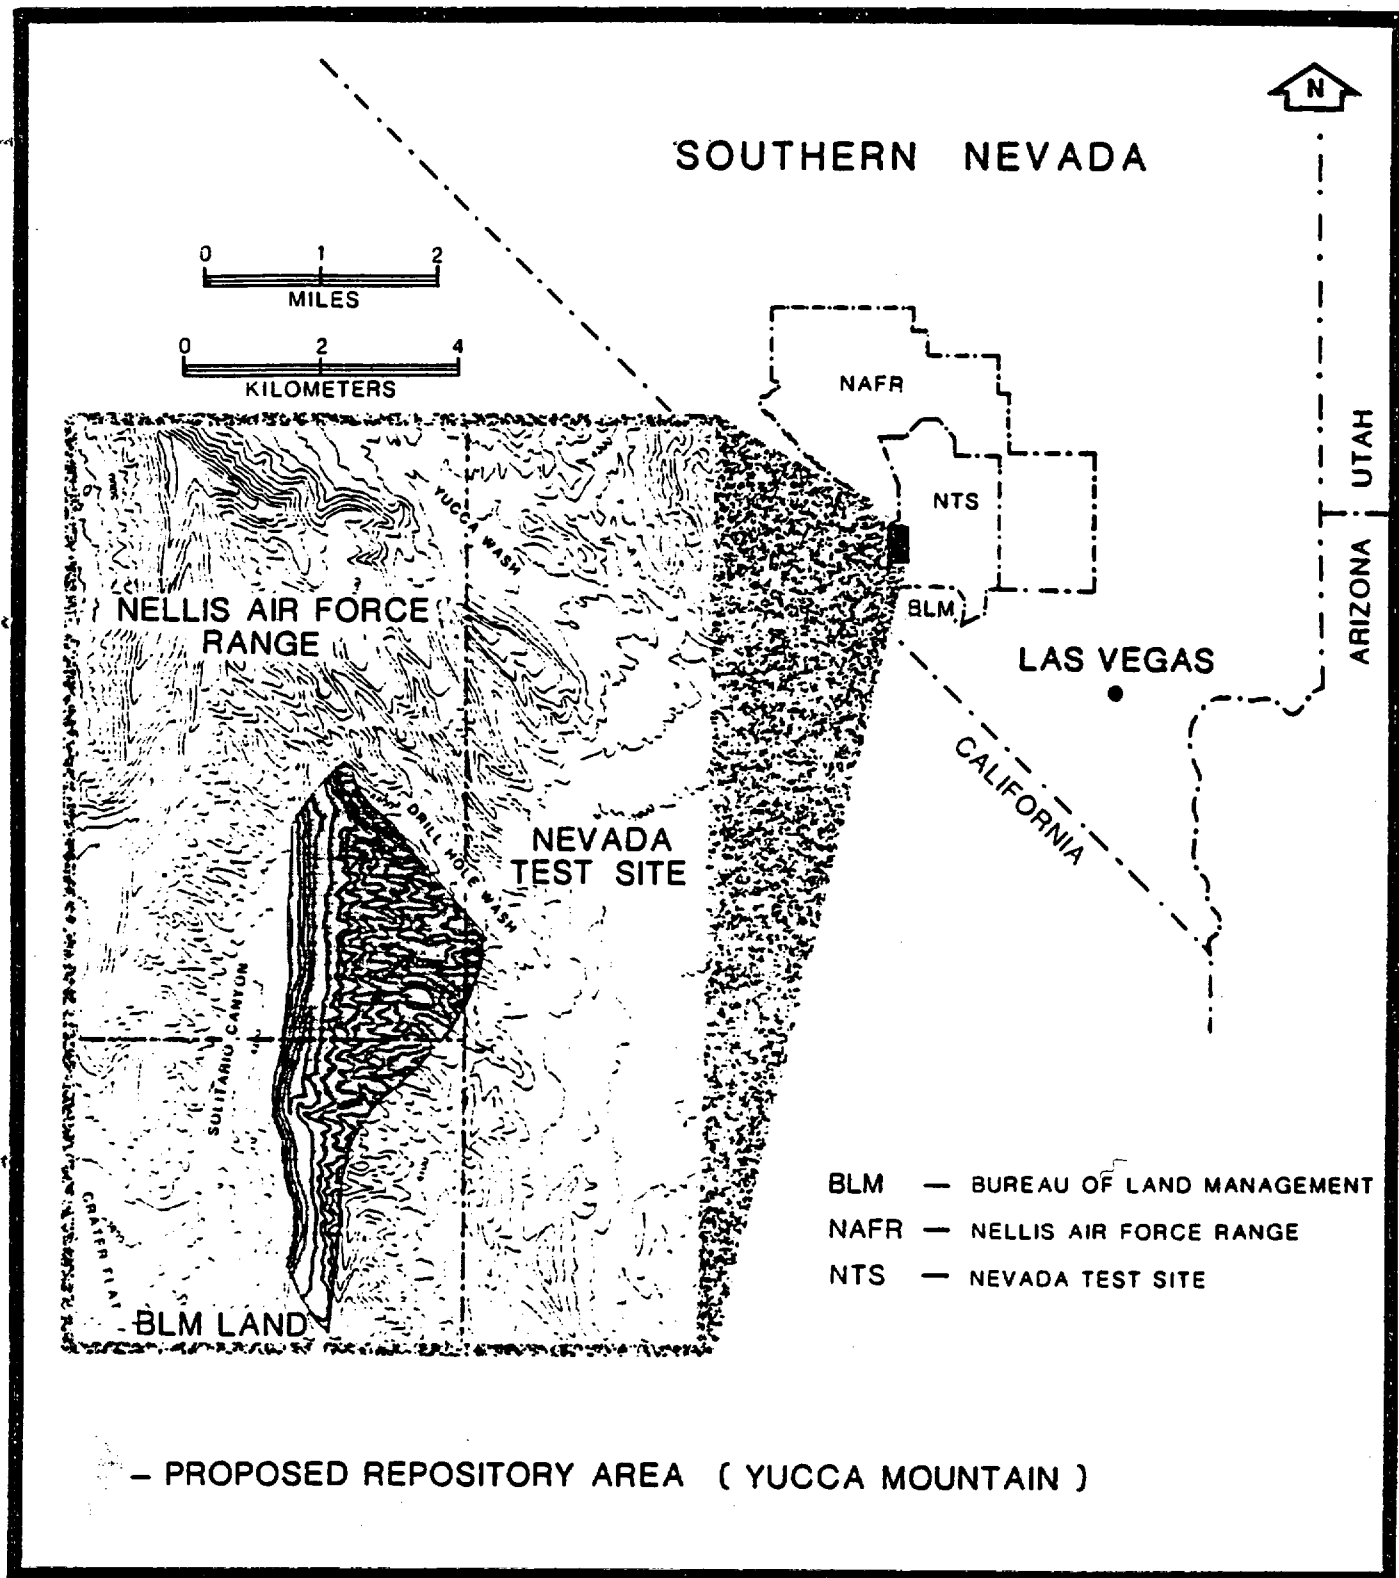 N
SOUTHERN NEVADA
0 1 2
MILES
0 2 4
KILOMETERS
NAFR
NTS
BLM
UTAH
ARIZONA
LAS VEGAS
CALIFORNIA
YUCCA WASH
NELLIS AIR FORCE
RANGE
DRILL HOLE WASH
NEVADA
TEST SITE
SOLITARIO CANYON
CRATER FLAT
BLM LAND
BLM — BUREAU OF LAND MANAGEMENT
NAFR — NELLIS AIR FORCE RANGE
NTS — NEVADA TEST SITE
– PROPOSED REPOSITORY AREA ( YUCCA MOUNTAIN )